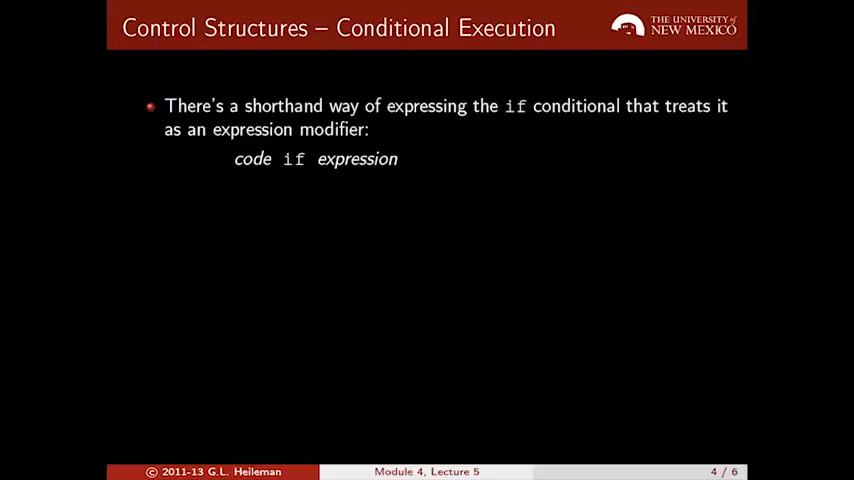 Control Structures – Conditional Execution
THE UNIVERSITY of
NEW MEXICO
There's a shorthand way of expressing the if conditional that treats it
as an expression modifier:
code if expression
© 2011-13 G.L. Heileman
Module 4, Lecture 5
4 / 6